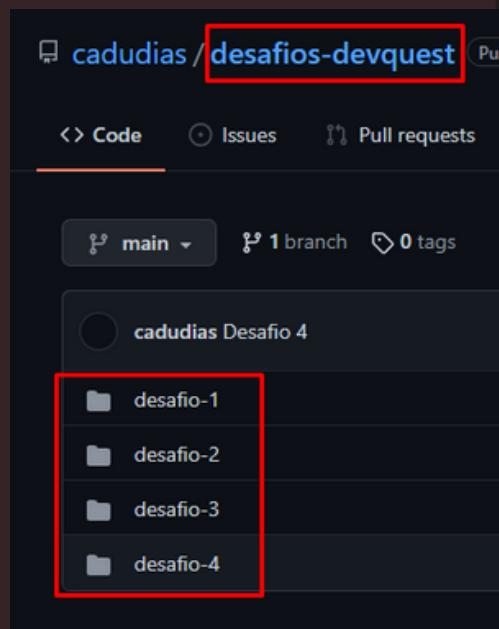 cadudias / desafios-devquest Pu
<> Code Issues Pull requests
main 1 branch 0 tags
cadudias Desafio 4
desafio-1
desafio-2
desafio-3
desafio-4